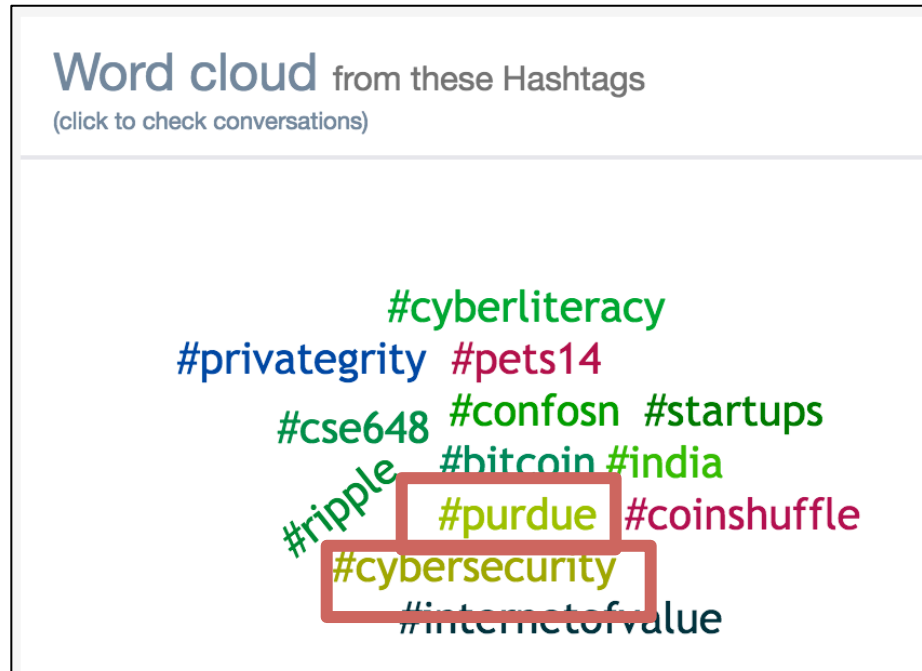 Word cloud from these Hashtags
(click to check conversations)
#cyberliteracy
#privategrity #pets14
#cse648 #confosn #startups
#bitcoin #india
#ripple #purdue #coinshuffle
#cybersecurity
#internetofvalue